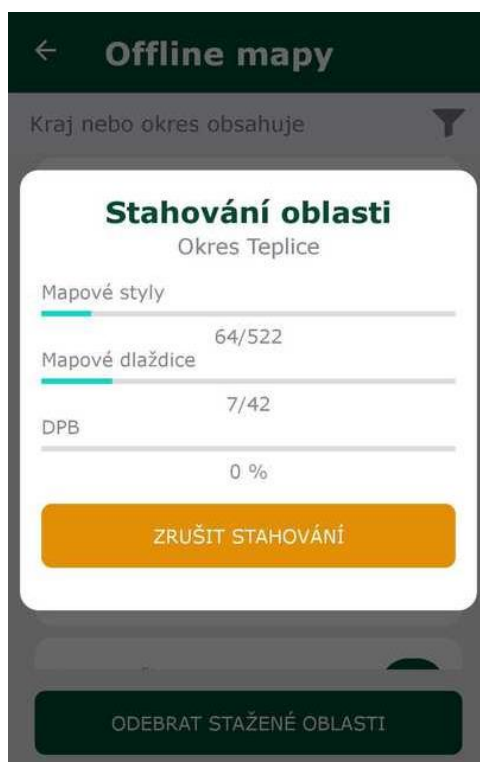 Offline mapy
Kraj nebo okres obsahuje
Stahování oblasti
Okres Teplice
Mapové styly
64/522
Mapové dlaždice
7/42
DPB
0 %
ZRUŠIT STAHOVÁNÍ
ODEBRAT STAŽENÉ OBLASTI